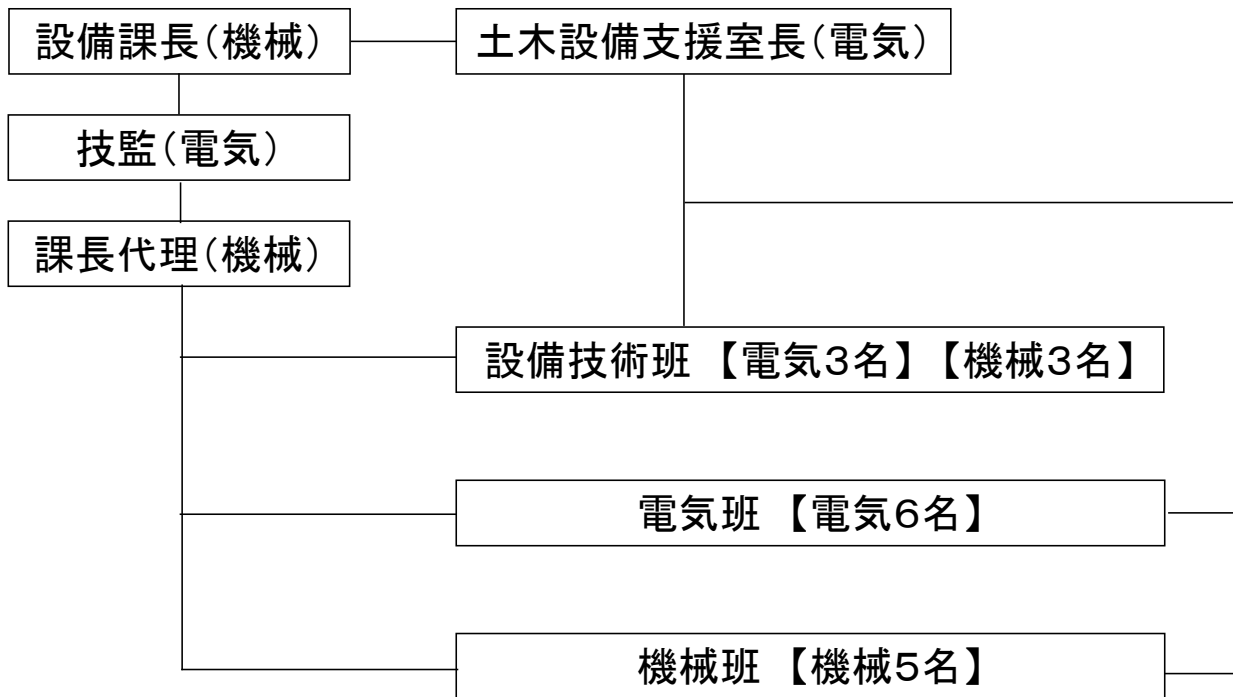 設備課長(機械)
土木設備支援室長(電気)
技監(電気)
課長代理(機械)
設備技術班 【電気3名】【機械3名】
電気班 【電気6名】
機械班 【機械5名】